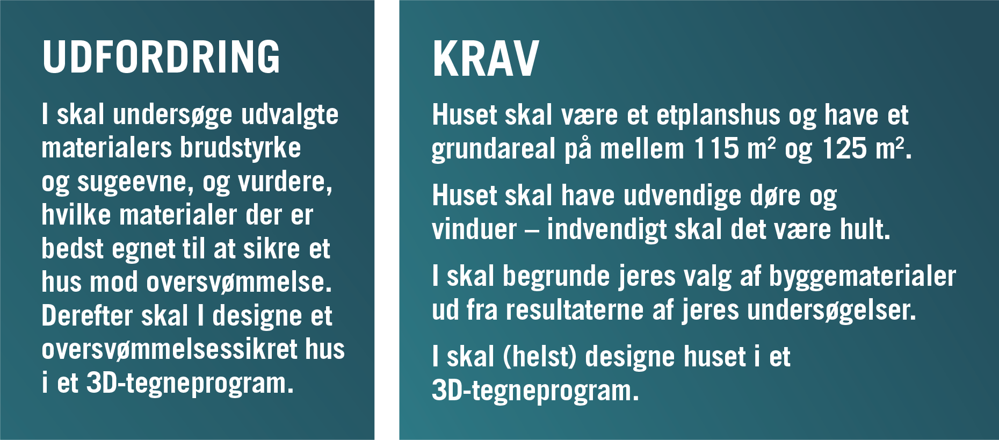 UDFORDRING
I skal undersøge udvalgte
materialers brudstyrke
og sugeevne, og vurdere,
hvilke materialer der er
bedst egnet til at sikre et
hus mod oversvømmelse.
Derefter skal I designe et
oversvømmelsessikret hus
i et 3D-tegneprogram.
KRAV
Huset skal være et etplanshus og have et
grundareal på mellem 115 m² og 125 m².
Huset skal have udvendige døre og
vinduer – indvendigt skal det være hult.
I skal begrunde jeres valg af byggematerialer
ud fra resultaterne af jeres undersøgelser.
I skal (helst) designe huset i et
3D-tegneprogram.